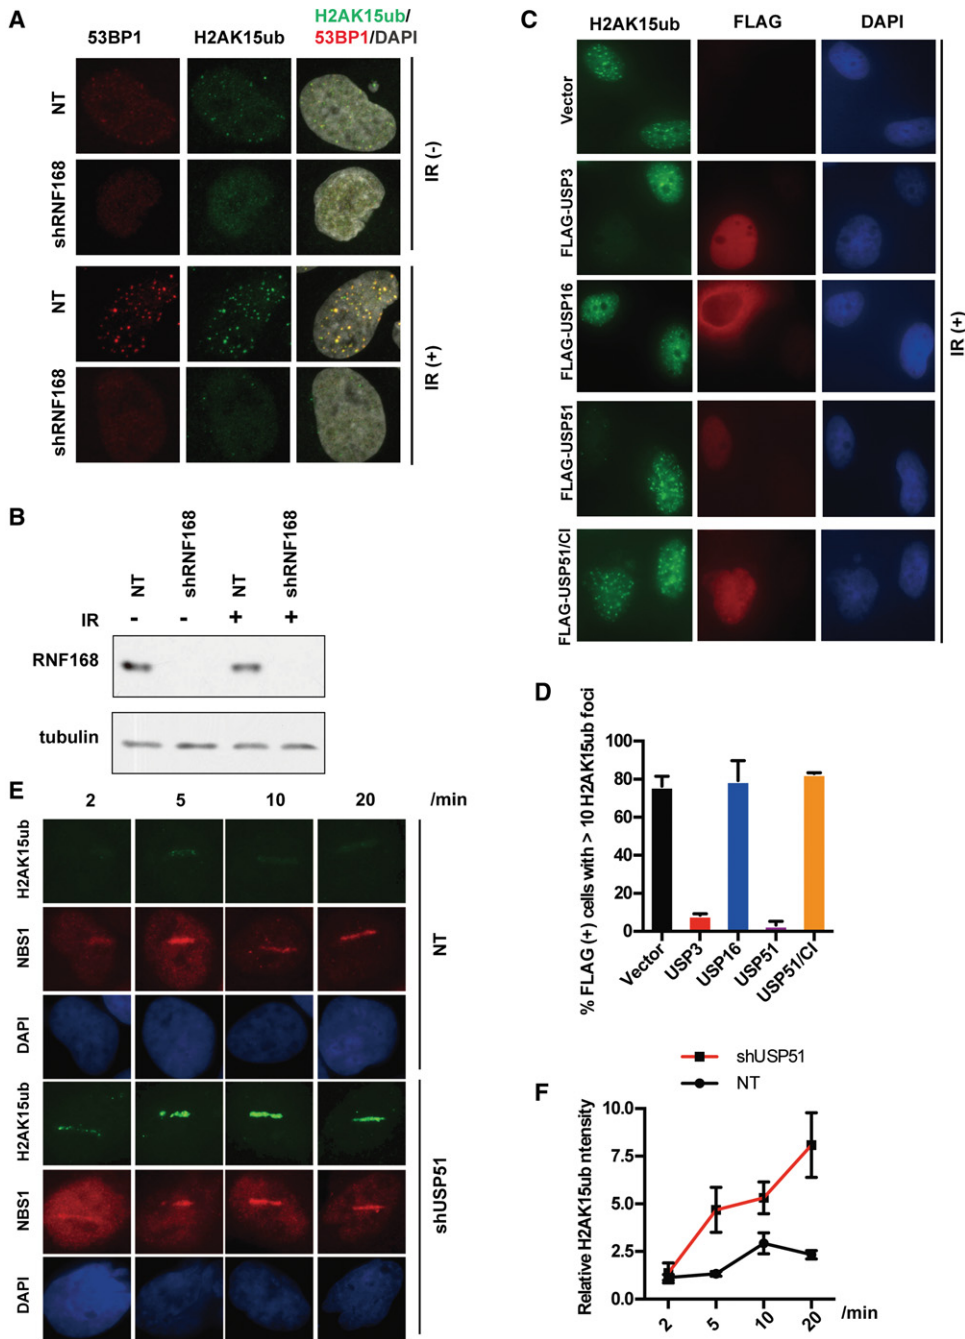 A
53BP1
H2AK15ub
H2AK15ub/
53BP1/DAPI
NT
shRNF168
IR (-)
NT
shRNF168
IR (+)
B
NT
shRNF168
NT
shRNF168
IR - - + +
RNF168
tubulin
C
H2AK15ub
FLAG
DAPI
Vector
FLAG-USP3
FLAG-USP16
FLAG-USP51
FLAG-USP51/CI
IR (+)
D
% FLAG (+) cells with > 10 H2AK15ub foci
100
80
60
40
20
0
Vector
USP3
USP16
USP51
USP51/CI
E
2 5 10 20 /min
H2AK15ub
NBS1
DAPI
NT
H2AK15ub
NBS1
DAPI
shUSP51
shUSP51
NT
F
Relative H2AK15ub ntensity
10.0
7.5
5.0
2.5
0.0
2 5 10 20 /min